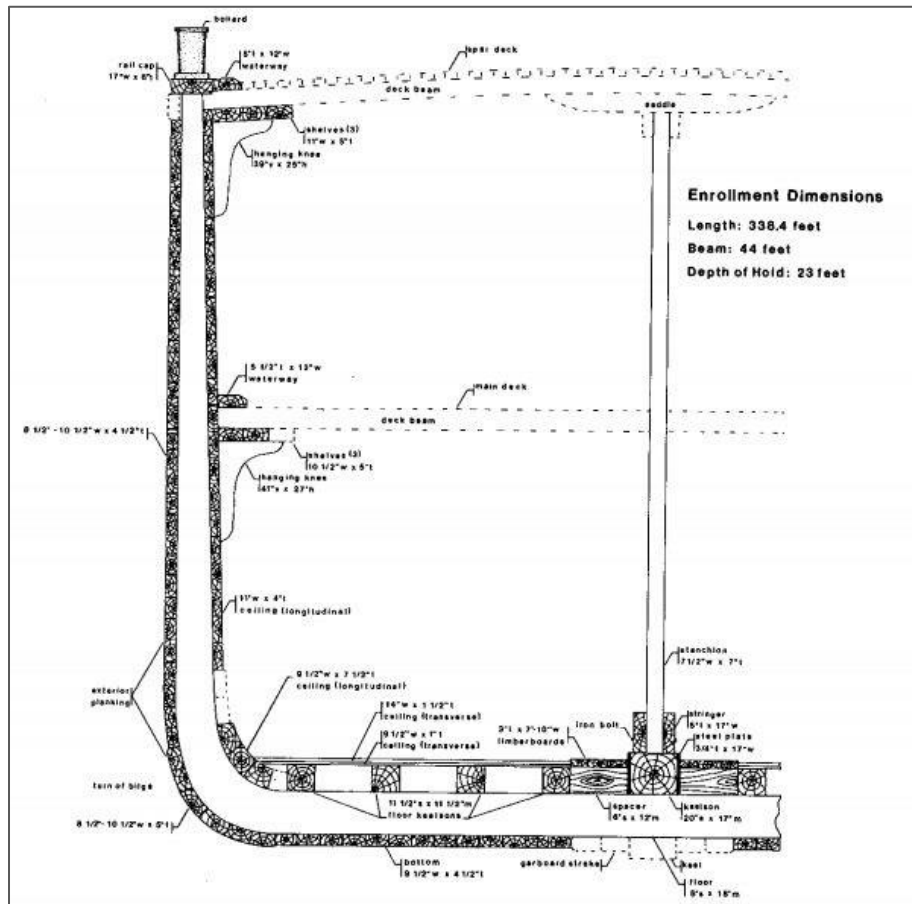 bollard
5"t x 12"w
waterway
rail cap
17"w x 6"t
spar deck
deck beam
saddle
shelves (3)
11"w x 5"t
hanging knee
39"v x 25"h
Enrollment Dimensions
Length: 338.4 feet
Beam: 44 feet
Depth of Hold: 23 feet
5 1/2"t x 13"w
waterway
main deck
deck beam
8 1/2"-10 1/2"w x 4 1/2"t
shelves (2)
10 1/2"w x 5"t
hanging knee
41"v x 27"h
11"w x 4"t
ceiling (longitudinal)
stanchion
7 1/2"w x 7"t
9 1/2"w x 7 1/2"t
ceiling (longitudinal)
exterior
planking
16"w x 1 1/2"t
ceiling (transverse)
9 1/2"w x 1"t
ceiling (transverse)
3"t x 7"-10"w
limberboards
iron bolt
stringer
5"t x 17"w
steel plate
3/4"t x 17"w
turn of bilge
11 1/2"s x 11 1/2"m
floor keelsons
spacer
6"s x 12"m
keelson
20"s x 17"m
8 1/2"-10 1/2"w x 5"t
bottom
9 1/2"w x 4 1/2"t
garboard stroke
keel
floor